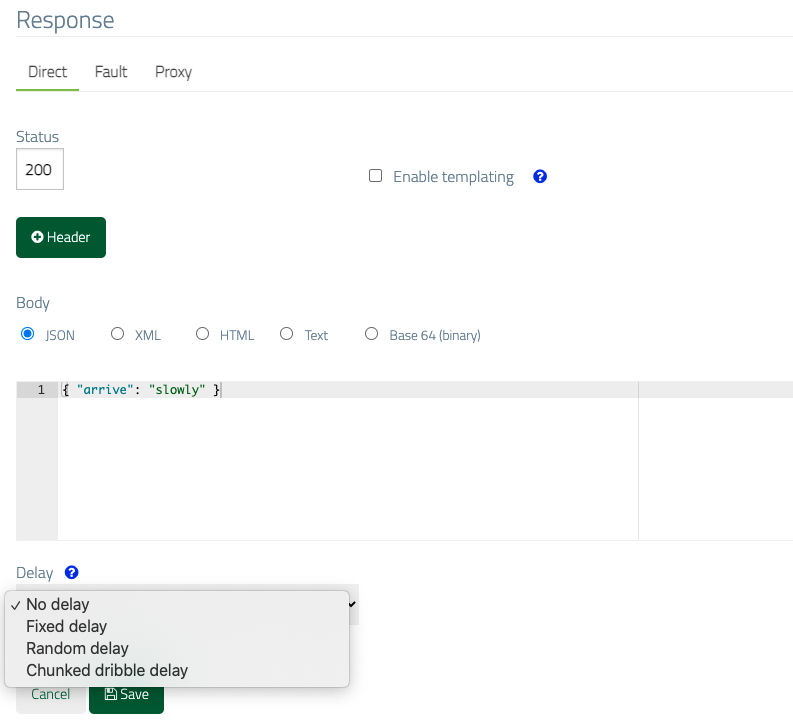 Response
Direct Fault Proxy
Status
200
Enable templating ?
Header
Body
JSON XML HTML Text Base 64 (binary)
1 { "arrive": "slowly" }
Delay ?
✓ No delay
Fixed delay
Random delay
Chunked dribble delay
Cancel Save